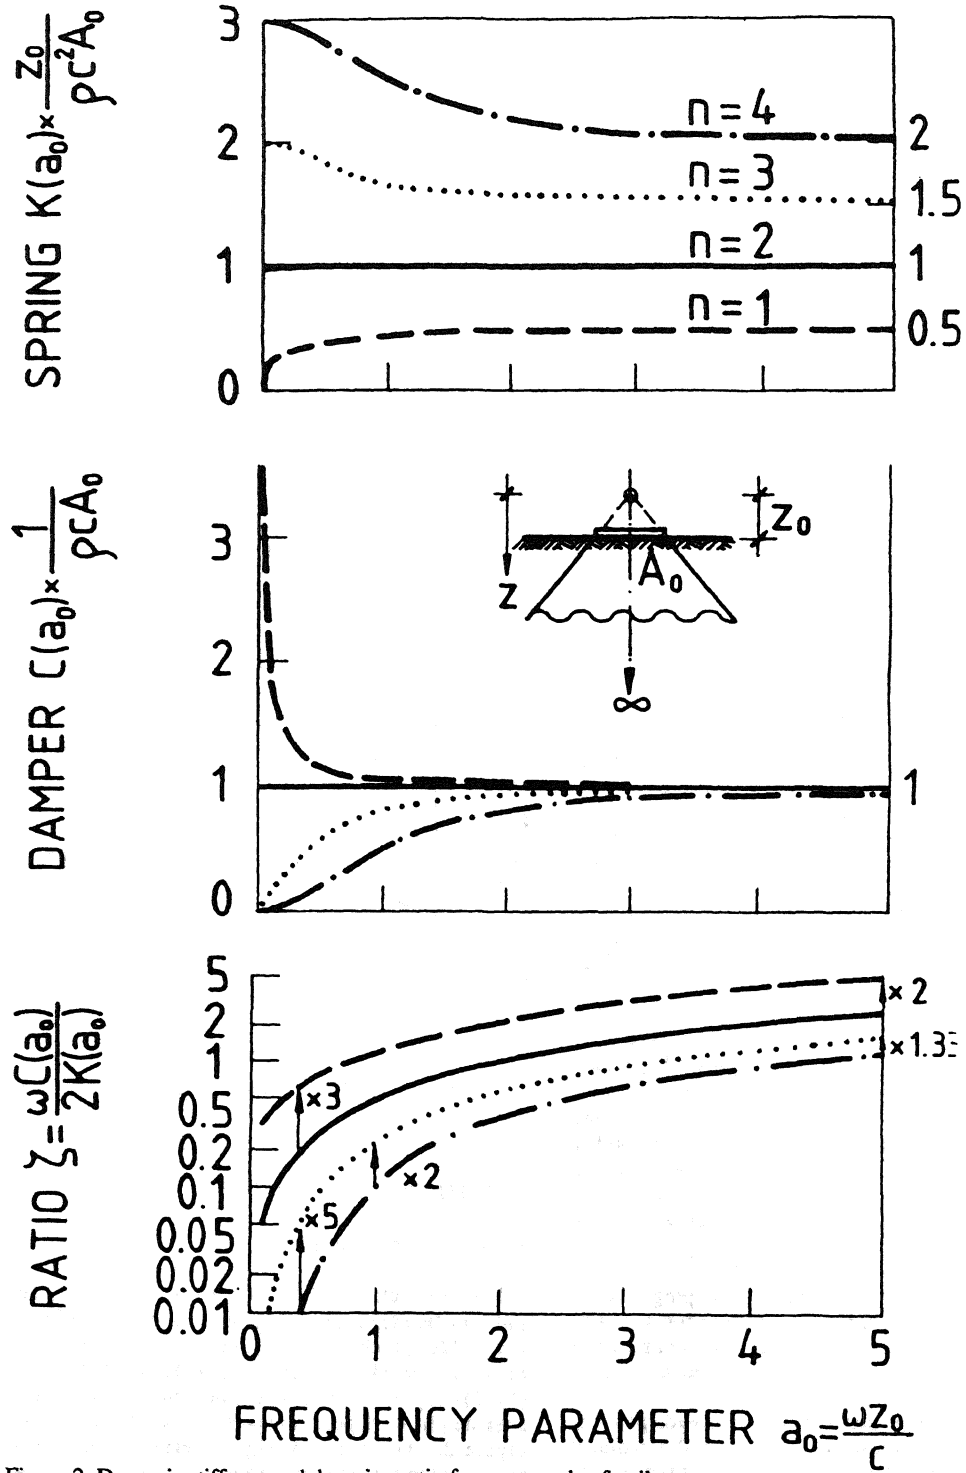 SPRING K(a₀)× z₀/ρc²A₀
3
2
1
0
n=4
n=3
n=2
n=1
2
1.5
1
0.5
DAMPER C(a₀)× 1/ρcA₀
3
2
1
0
z₀
A₀
z
∞
1
RATIO ζ= ωC(a₀)/2K(a₀)
5
2
1
0.5
0.2
0.1
0.05
0.02
0.01
×3
×5
×2
×2
×1.33
0 1 2 3 4 5
FREQUENCY PARAMETER a₀= ωz₀/c